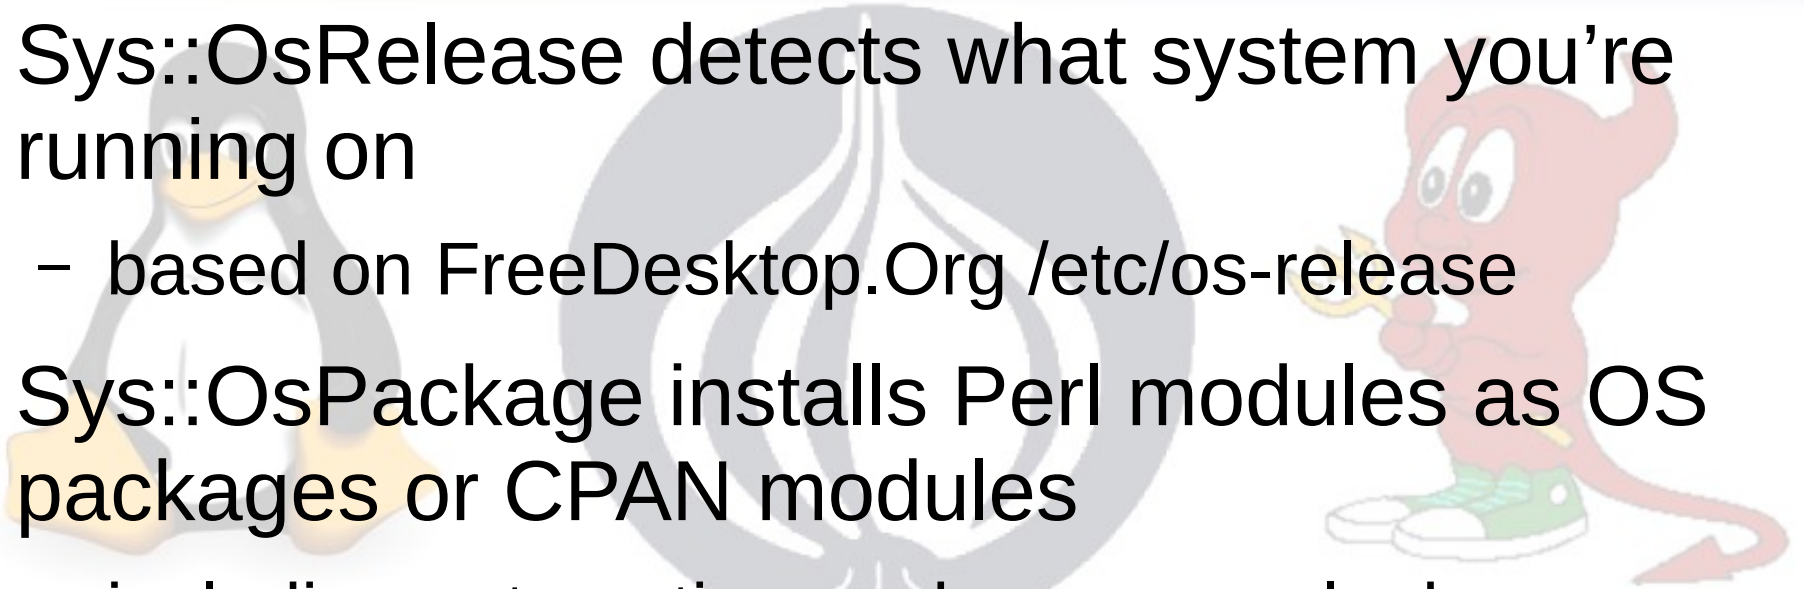 Sys::OsRelease detects what system you’re
running on
– based on FreeDesktop.Org /etc/os-release
Sys::OsPackage installs Perl modules as OS
packages or CPAN modules